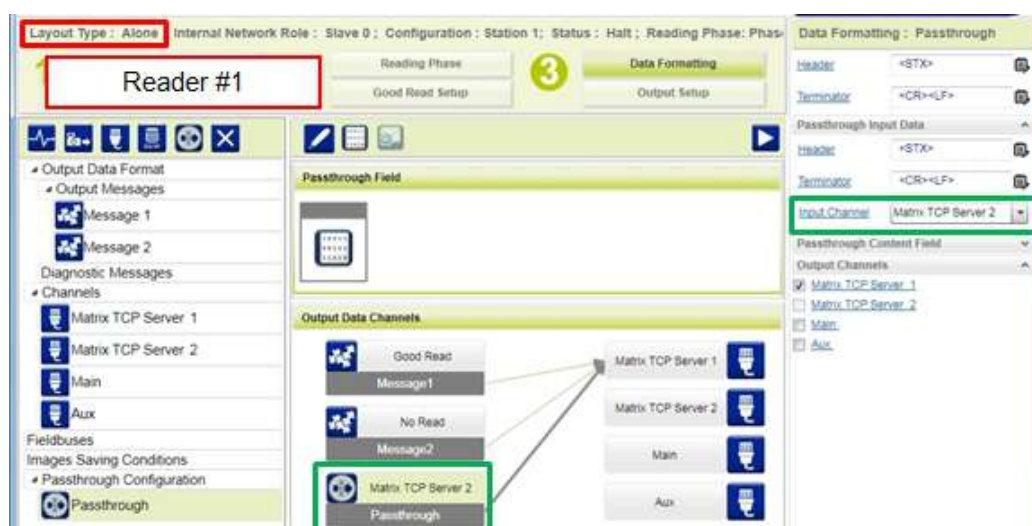 Layout Type : Alone Internal Network Role : Slave 0 ; Configuration : Station 1; Status : Halt ; Reading Phase: Phas
Reader #1
Reading Phase
Good Read Setup
3
Data Formatting
Output Setup
Output Data Format
Output Messages
Message 1
Message 2
Diagnostic Messages
Channels
Matrix TCP Server 1
Matrix TCP Server 2
Main
Aux
Fieldbuses
Images Saving Conditions
Passthrough Configuration
Passthrough
Passthrough Field
Output Data Channels
Good Read
Message1
No Read
Message2
Matrix TCP Server 2
Passthrough
Matrix TCP Server 1
Matrix TCP Server 2
Main
Aux
Data Formatting : Passthrough
Header <STX>
Terminator <CR><LF>
Passthrough Input Data
Header <STX>
Terminator <CR><LF>
Input Channel Matrix TCP Server 2
Passthrough Content Field
Output Channels
Matrix TCP Server 1
Matrix TCP Server 2
Main
Aux